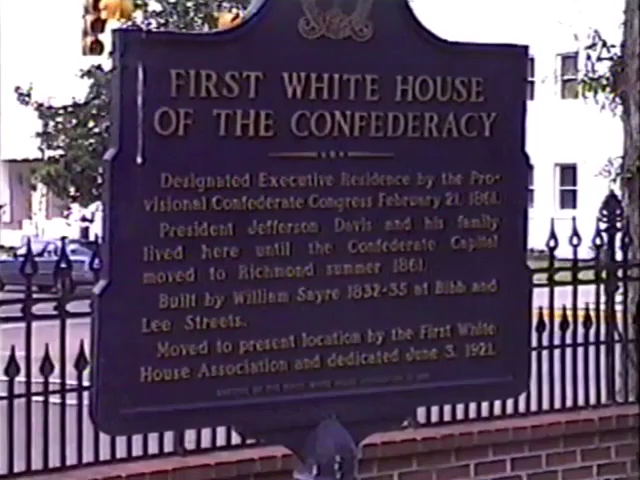 FIRST WHITE HOUSE
OF THE CONFEDERACY
Designated Executive Residence by the Pro-
visional Confederate Congress February 21, 1861.
President Jefferson Davis and his family
lived here until the Confederate Capitol
moved to Richmond summer 1861.
Built by William Sayre 1832-35 at Bibb and
Lee Streets.
Moved to present location by the First White
House Association and dedicated June 3, 1921.